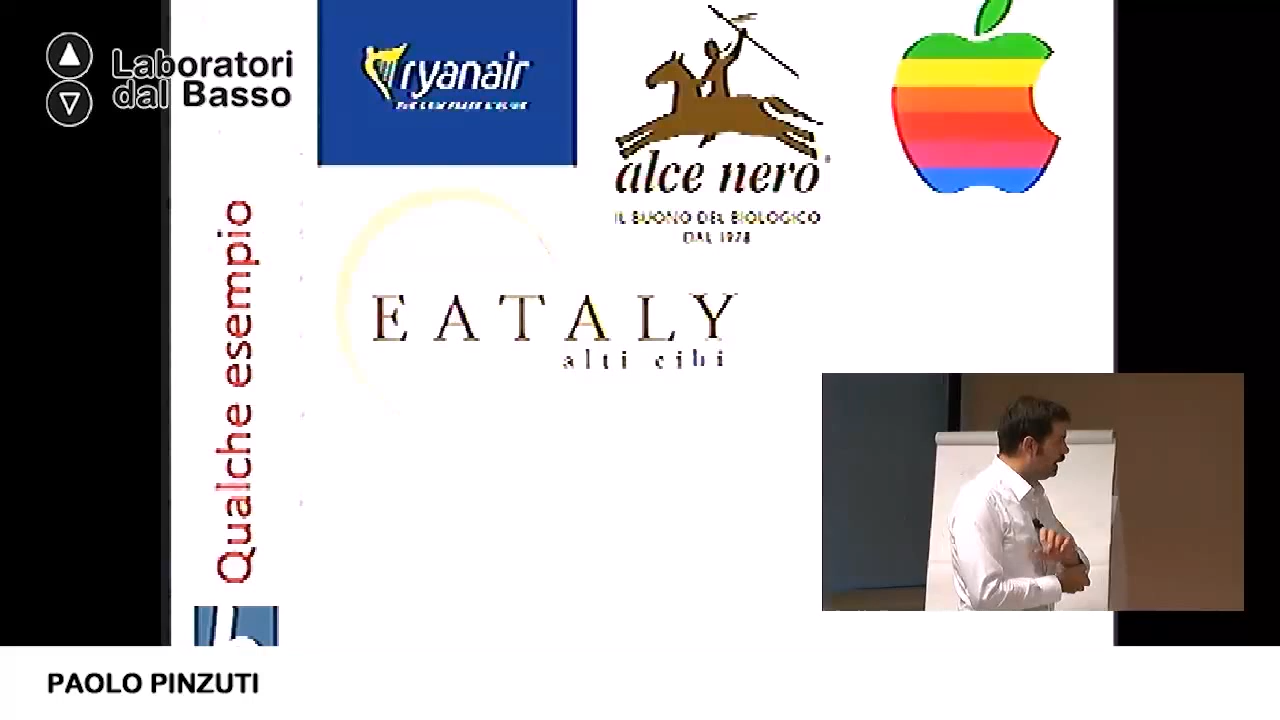 Laboratori
dal Basso
ryanair
alce nero
IL BUONO DEL BIOLOGICO
DAL 1978
EATALY
alti cibi
Qualche esempio
PAOLO PINZUTI